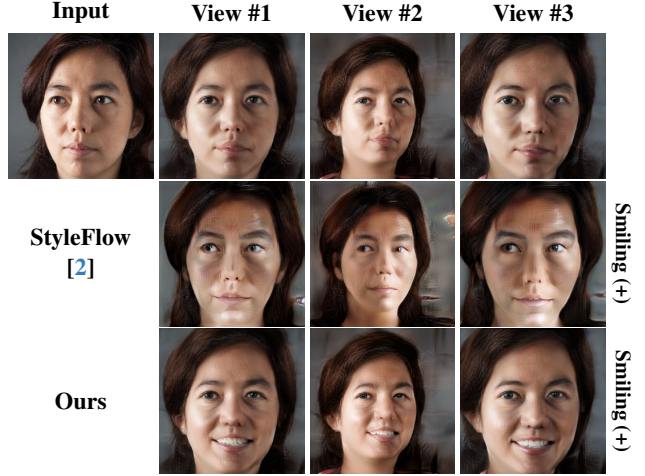 Input View #1 View #2 View #3
StyleFlow
[2]
Smiling (+)
Ours
Smiling (+)